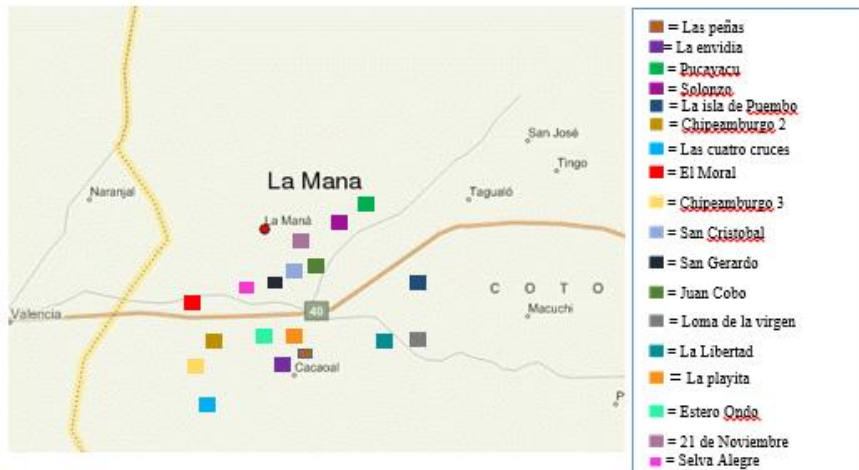 San José
Tingo
La Mana
Naranjal
Tagualó
La Maná
C O T O
Macuchi
40
Valencia
Cacaoal
P
= Las peñas
= La envidia
= Pucayacu
= Solonzo
= La isla de Puembo
= Chipeamburgo 2
= Las cuatro cruces
= El Moral
= Chipeamburgo 3
= San Cristobal
= San Gerardo
= Juan Cobo
= Loma de la virgen
= La Libertad
= La playita
= Estero Ondo
= 21 de Noviembre
= Selva Alegre